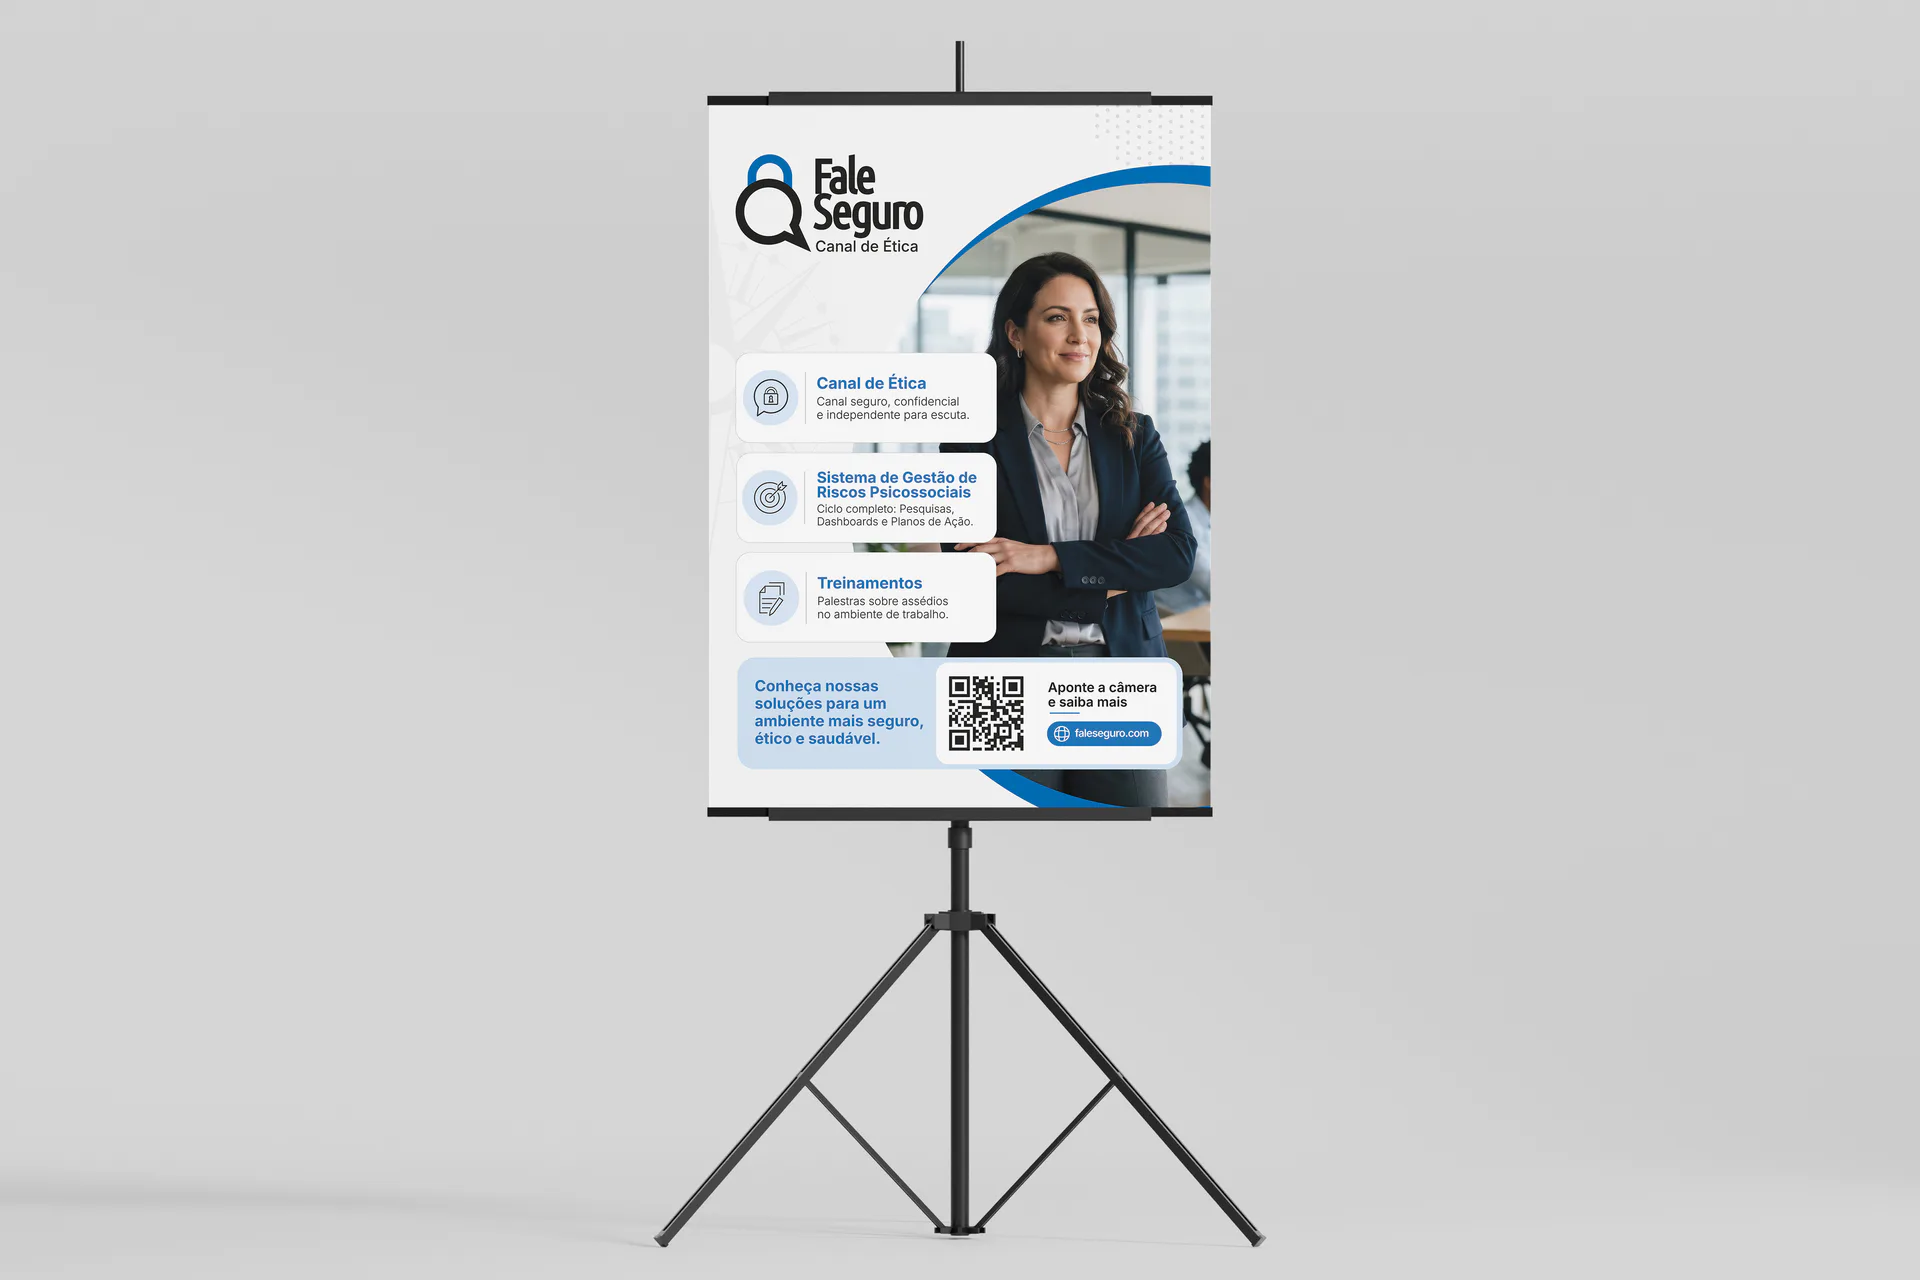 Fale
Seguro
Canal de Ética
Canal de Ética
Canal seguro, confidencial
e independente para escuta.
Sistema de Gestão de
Riscos Psicossociais
Ciclo completo: Pesquisas,
Dashboards e Planos de Ação.
Treinamentos
Palestras sobre assédios
no ambiente de trabalho.
Conheça nossas
soluções para um
ambiente mais seguro,
ético e saudável.
Aponte a câmera
e saiba mais
faleseguro.com